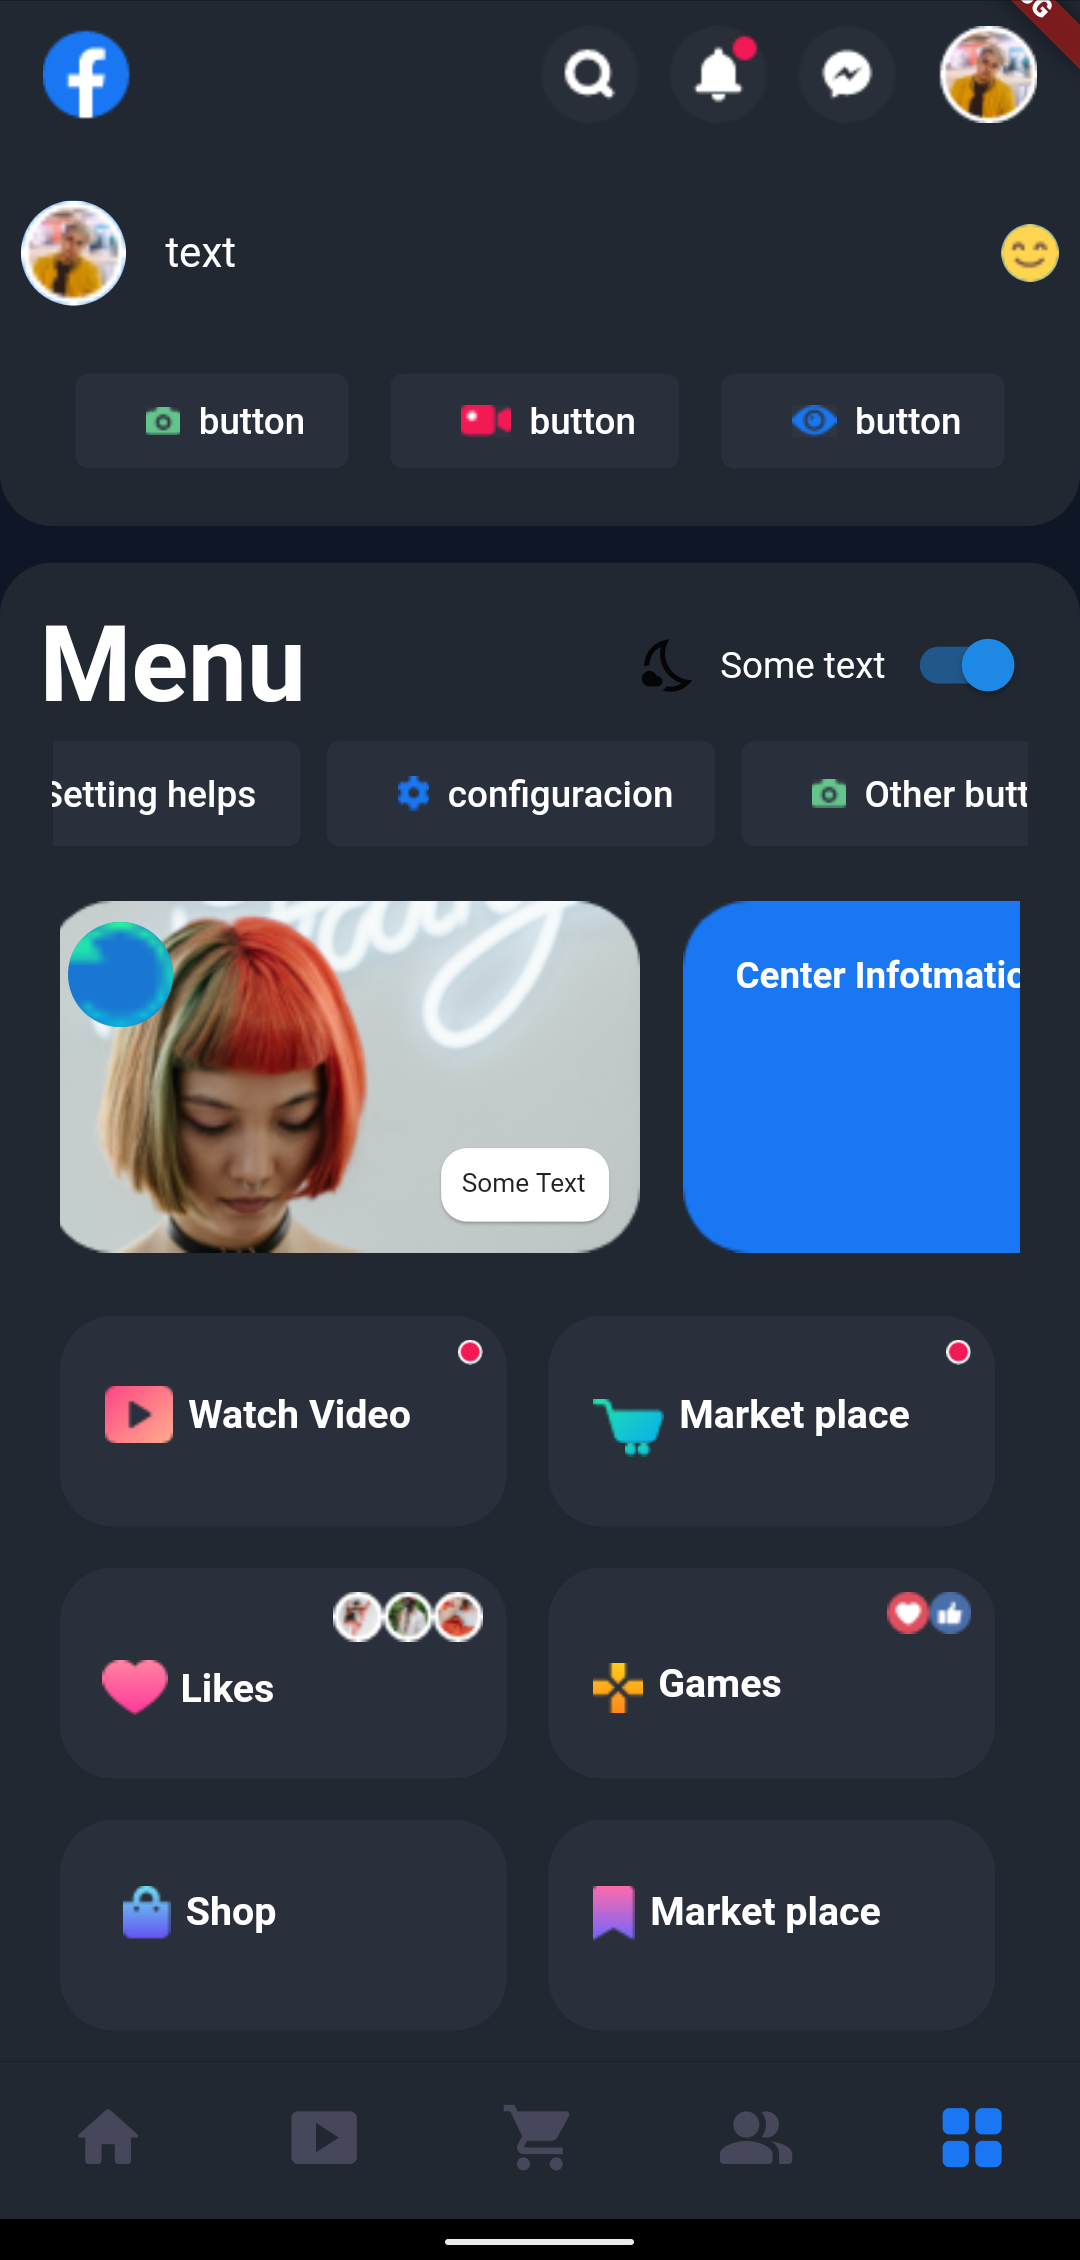 text
button button button
Menu Some text
Setting helps configuracion Other butt
Center Infotmatio
Some Text
Watch Video Market place
Likes Games
Shop Market place